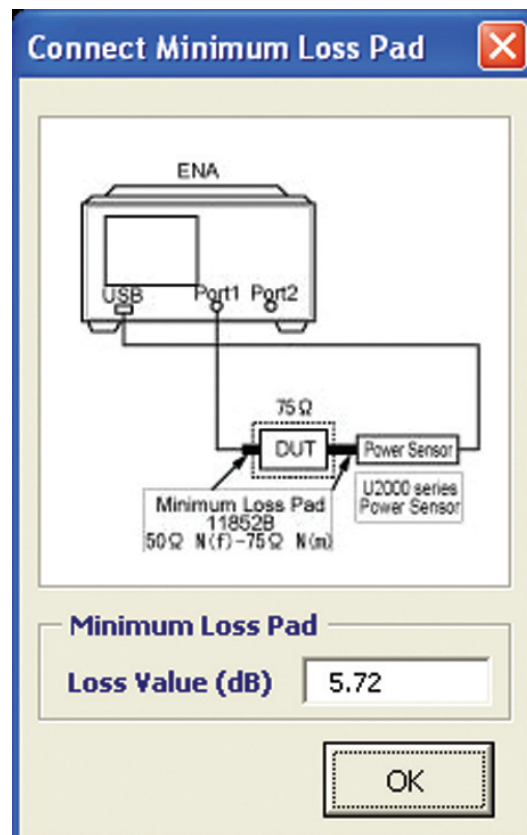 Connect Minimum Loss Pad
ENA
USB Port1 Port2
75Ω
DUT
Power Sensor
Minimum Loss Pad
11852B
50Ω N(f)-75Ω N(m)
U2000 series
Power Sensor
Minimum Loss Pad
Loss Value (dB) 5.72
OK